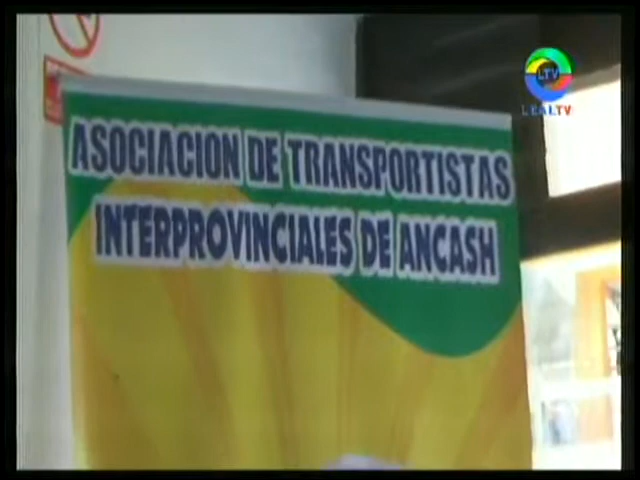 LTV
LEALTV
ASOCIACION DE TRANSPORTISTAS
INTERPROVINCIALES DE ANCASH